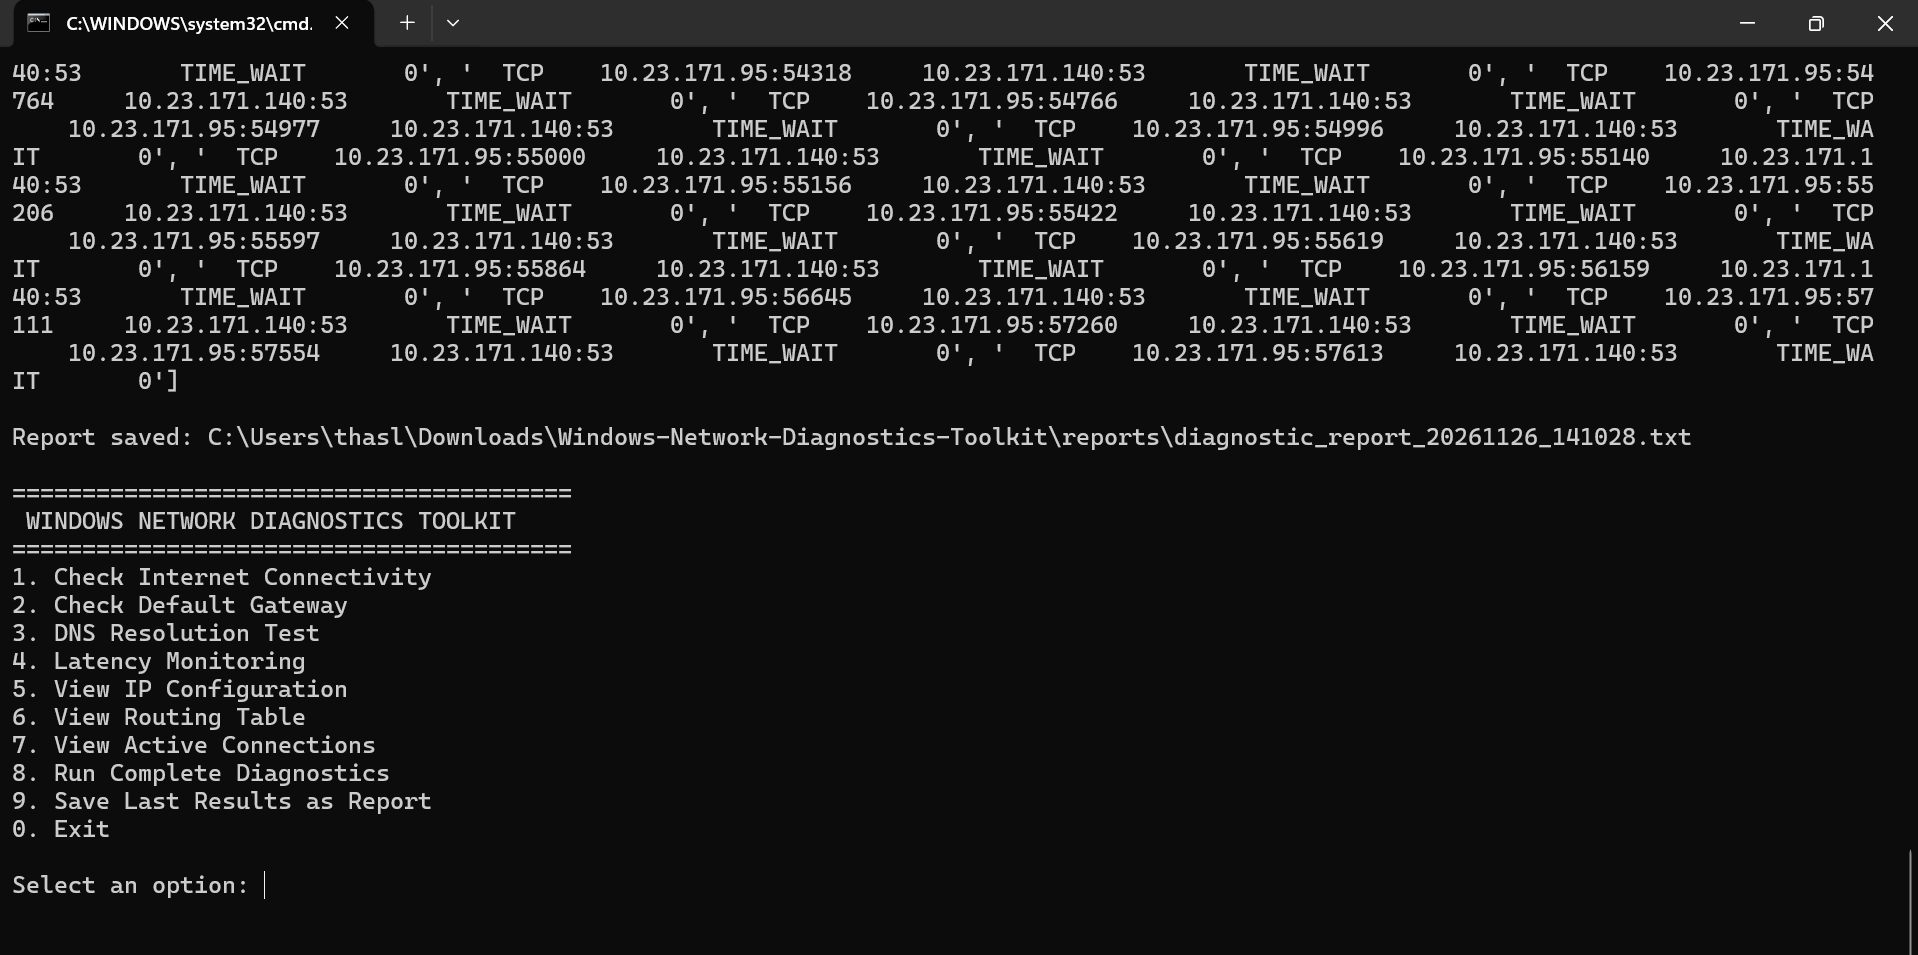 C:\WINDOWS\system32\cmd.
40:53       TIME_WAIT       0', '  TCP    10.23.171.95:54318     10.23.171.140:53       TIME_WAIT       0', '  TCP    10.23.171.95:54
764     10.23.171.140:53       TIME_WAIT       0', '  TCP    10.23.171.95:54766     10.23.171.140:53       TIME_WAIT       0', '  TCP
    10.23.171.95:54977     10.23.171.140:53       TIME_WAIT       0', '  TCP    10.23.171.95:54996     10.23.171.140:53       TIME_WA
IT       0', '  TCP    10.23.171.95:55000     10.23.171.140:53       TIME_WAIT       0', '  TCP    10.23.171.95:55140     10.23.171.1
40:53       TIME_WAIT       0', '  TCP    10.23.171.95:55156     10.23.171.140:53       TIME_WAIT       0', '  TCP    10.23.171.95:55
206     10.23.171.140:53       TIME_WAIT       0', '  TCP    10.23.171.95:55422     10.23.171.140:53       TIME_WAIT       0', '  TCP
    10.23.171.95:55597     10.23.171.140:53       TIME_WAIT       0', '  TCP    10.23.171.95:55619     10.23.171.140:53       TIME_WA
IT       0', '  TCP    10.23.171.95:55864     10.23.171.140:53       TIME_WAIT       0', '  TCP    10.23.171.95:56159     10.23.171.1
40:53       TIME_WAIT       0', '  TCP    10.23.171.95:56645     10.23.171.140:53       TIME_WAIT       0', '  TCP    10.23.171.95:57
111     10.23.171.140:53       TIME_WAIT       0', '  TCP    10.23.171.95:57260     10.23.171.140:53       TIME_WAIT       0', '  TCP
    10.23.171.95:57554     10.23.171.140:53       TIME_WAIT       0', '  TCP    10.23.171.95:57613     10.23.171.140:53       TIME_WA
IT       0']
Report saved: C:\Users\thasl\Downloads\Windows-Network-Diagnostics-Toolkit\reports\diagnostic_report_20261126_141028.txt
========================================
 WINDOWS NETWORK DIAGNOSTICS TOOLKIT
========================================
1. Check Internet Connectivity
2. Check Default Gateway
3. DNS Resolution Test
4. Latency Monitoring
5. View IP Configuration
6. View Routing Table
7. View Active Connections
8. Run Complete Diagnostics
9. Save Last Results as Report
0. Exit
Select an option: